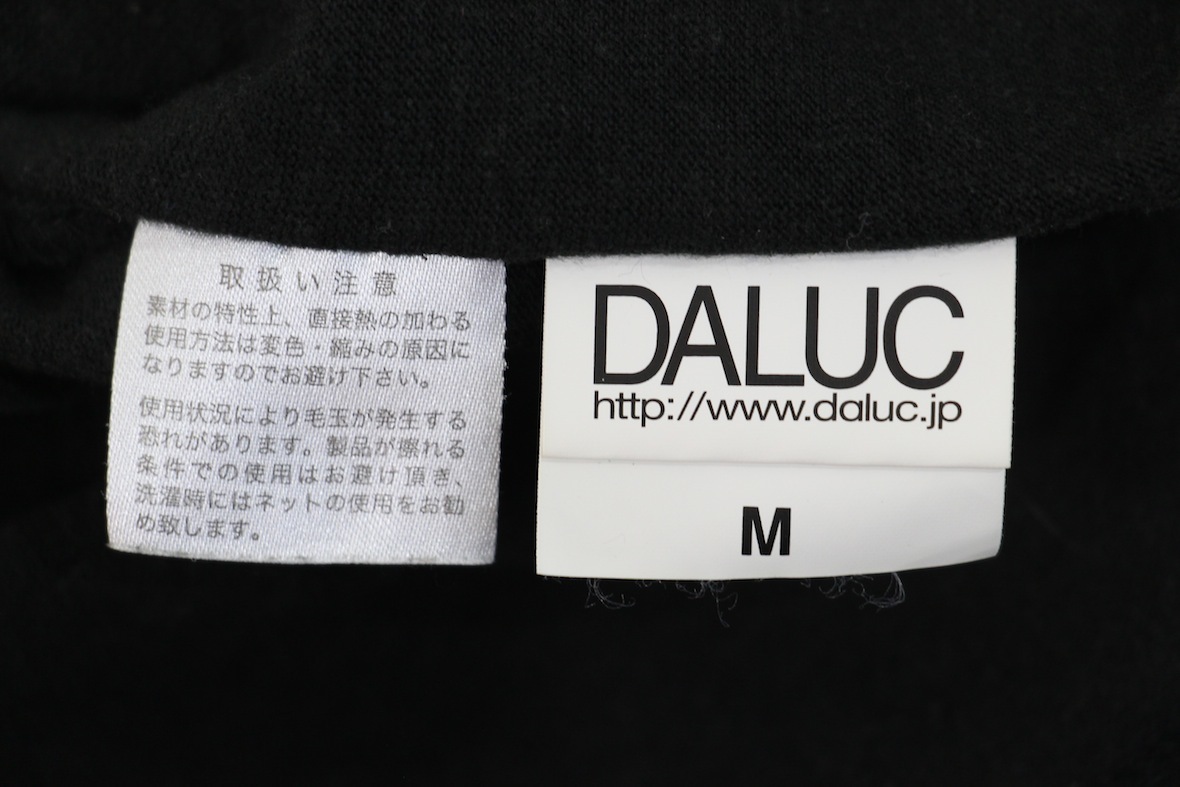 取扱い注意
素材の特性上、直接熱の加わる
使用方法は変色・縮みの原因に
なりますのでお避け下さい。
使用状況により毛玉が発生する
恐れがあります。製品が擦れる
条件での使用はお避け頂き、
洗濯時にはネットの使用をお勧
め致します。
DALUC
http://www.daluc.jp
M